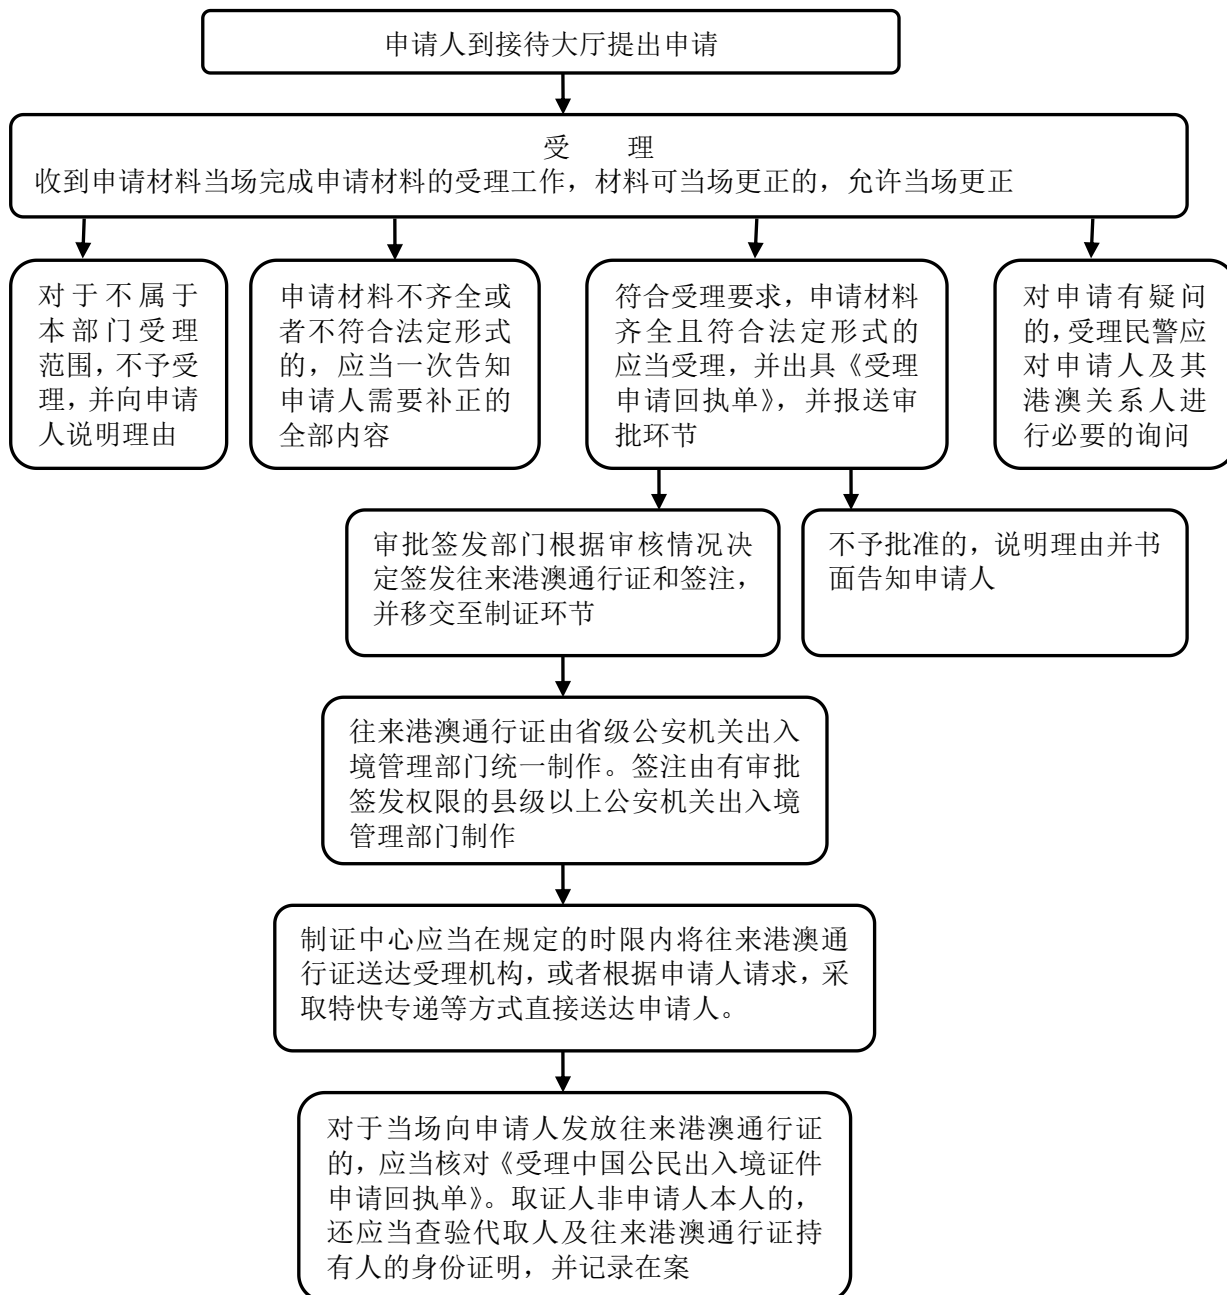 申请人到接待大厅提出申请
受 理
收到申请材料当场完成申请材料的受理工作，材料可当场更正的，允许当场更正
对于不属于
本部门受理
范围，不予受
理，并向申请
人说明理由
申请材料不齐全或
者不符合法定形式
的，应当一次告知
申请人需要补正的
全部内容
符合受理要求，申请材料
齐全且符合法定形式的
应当受理，并出具《受理
申请回执单》，并报送审
批环节
对申请有疑问
的，受理民警应
对申请人及其
港澳关系人进
行必要的询问
审批签发部门根据审核情况决
定签发往来港澳通行证和签注，
并移交至制证环节
不予批准的，说明理由并书
面告知申请人
往来港澳通行证由省级公安机关出入
境管理部门统一制作。签注由有审批
签发权限的县级以上公安机关出入境
管理部门制作
制证中心应当在规定的时限内将往来港澳通
行证送达受理机构，或者根据申请人请求，采
取特快专递等方式直接送达申请人。
对于当场向申请人发放往来港澳通行证
的，应当核对《受理中国公民出入境证件
申请回执单》。取证人非申请人本人的，
还应当查验代取人及往来港澳通行证持
有人的身份证明，并记录在案